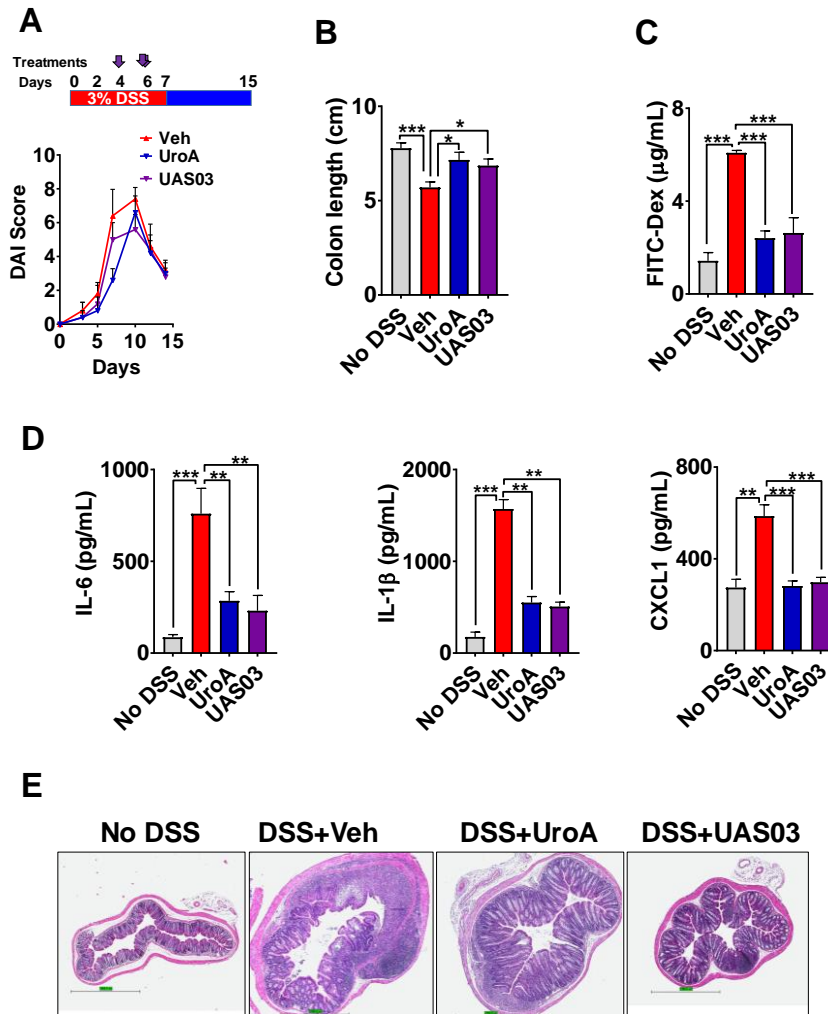 A
Treatments
Days 0 2 4 6 7 15
3% DSS
Veh
UroA
UAS03
DAI Score
10
8
6
4
2
0
0 5 10 15
Days
B
Colon length (cm)
10
5
0
***
*
*
No DSS Veh UroA UAS03
C
FITC-Dex (μg/mL)
6
3
0
***
***
***
No DSS Veh UroA UAS03
D
IL-6 (pg/mL)
1000
500
0
**
*** **
No DSS Veh UroA UAS03
IL-1β (pg/mL)
2000
1000
0
**
*** **
No DSS Veh UroA UAS03
CXCL1 (pg/mL)
800
400
0
***
** ***
No DSS Veh UroA UAS03
E
No DSS DSS+Veh DSS+UroA DSS+UAS03